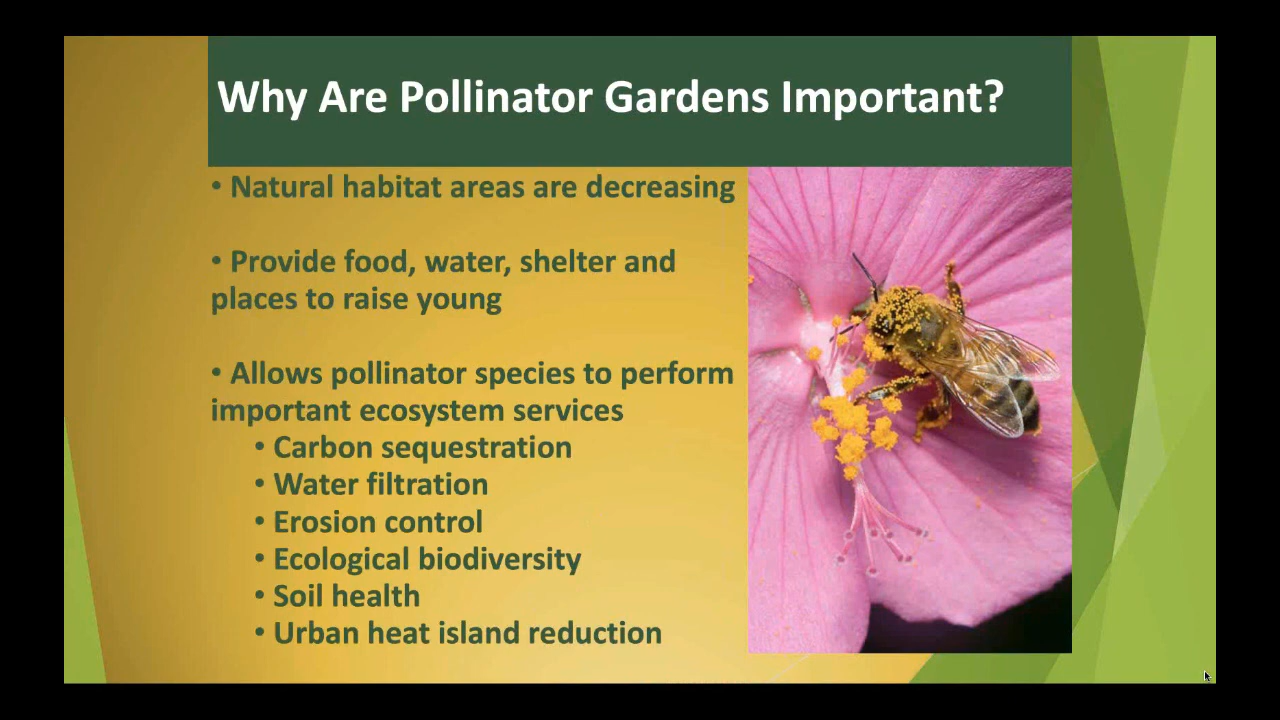 Why Are Pollinator Gardens Important?
• Natural habitat areas are decreasing
• Provide food, water, shelter and
places to raise young
• Allows pollinator species to perform
important ecosystem services
• Carbon sequestration
• Water filtration
• Erosion control
• Ecological biodiversity
• Soil health
• Urban heat island reduction